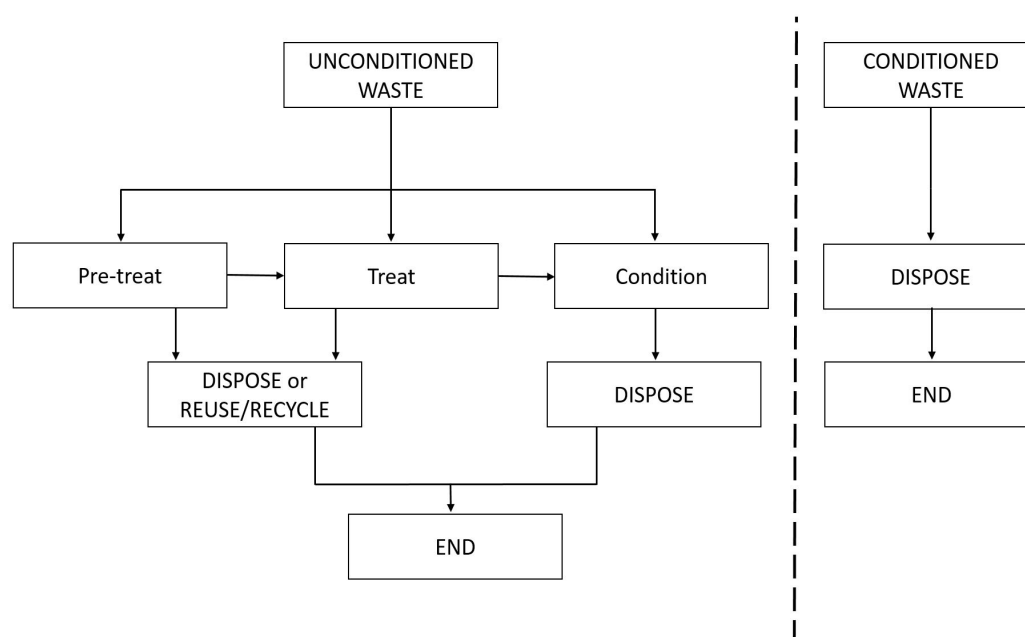 UNCONDITIONED
WASTE
CONDITIONED
WASTE
Pre-treat
Treat
Condition
DISPOSE
DISPOSE or
REUSE/RECYCLE
DISPOSE
END
END